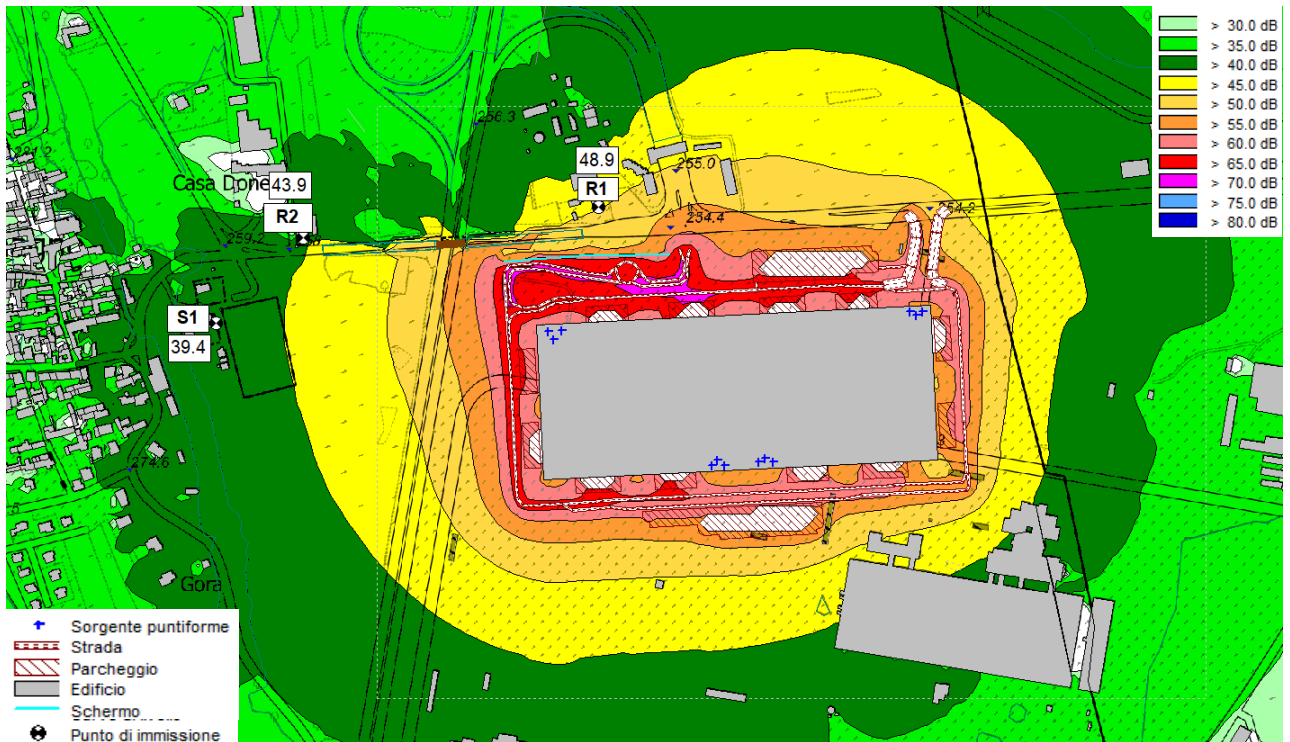 > 30.0 dB
> 35.0 dB
> 40.0 dB
> 45.0 dB
> 50.0 dB
> 55.0 dB
> 60.0 dB
> 65.0 dB
> 70.0 dB
> 75.0 dB
> 80.0 dB
256.3
281.2
48.9
255.0
Casa Done
43.9
R1
R2
254.2
254.4
259.2
S1
39.4
274.6
Gora
Sorgente puntiforme
Strada
Parcheggio
Edificio
Schermo
Punto di immissione